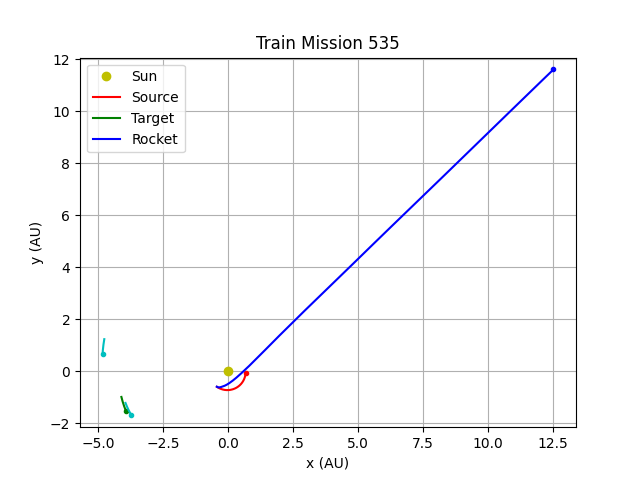 Train Mission 535
Sun
Source
Target
Rocket
12
10
8
6
4
2
0
−2
y (AU)
−5.0 −2.5 0.0 2.5 5.0 7.5 10.0 12.5
x (AU)